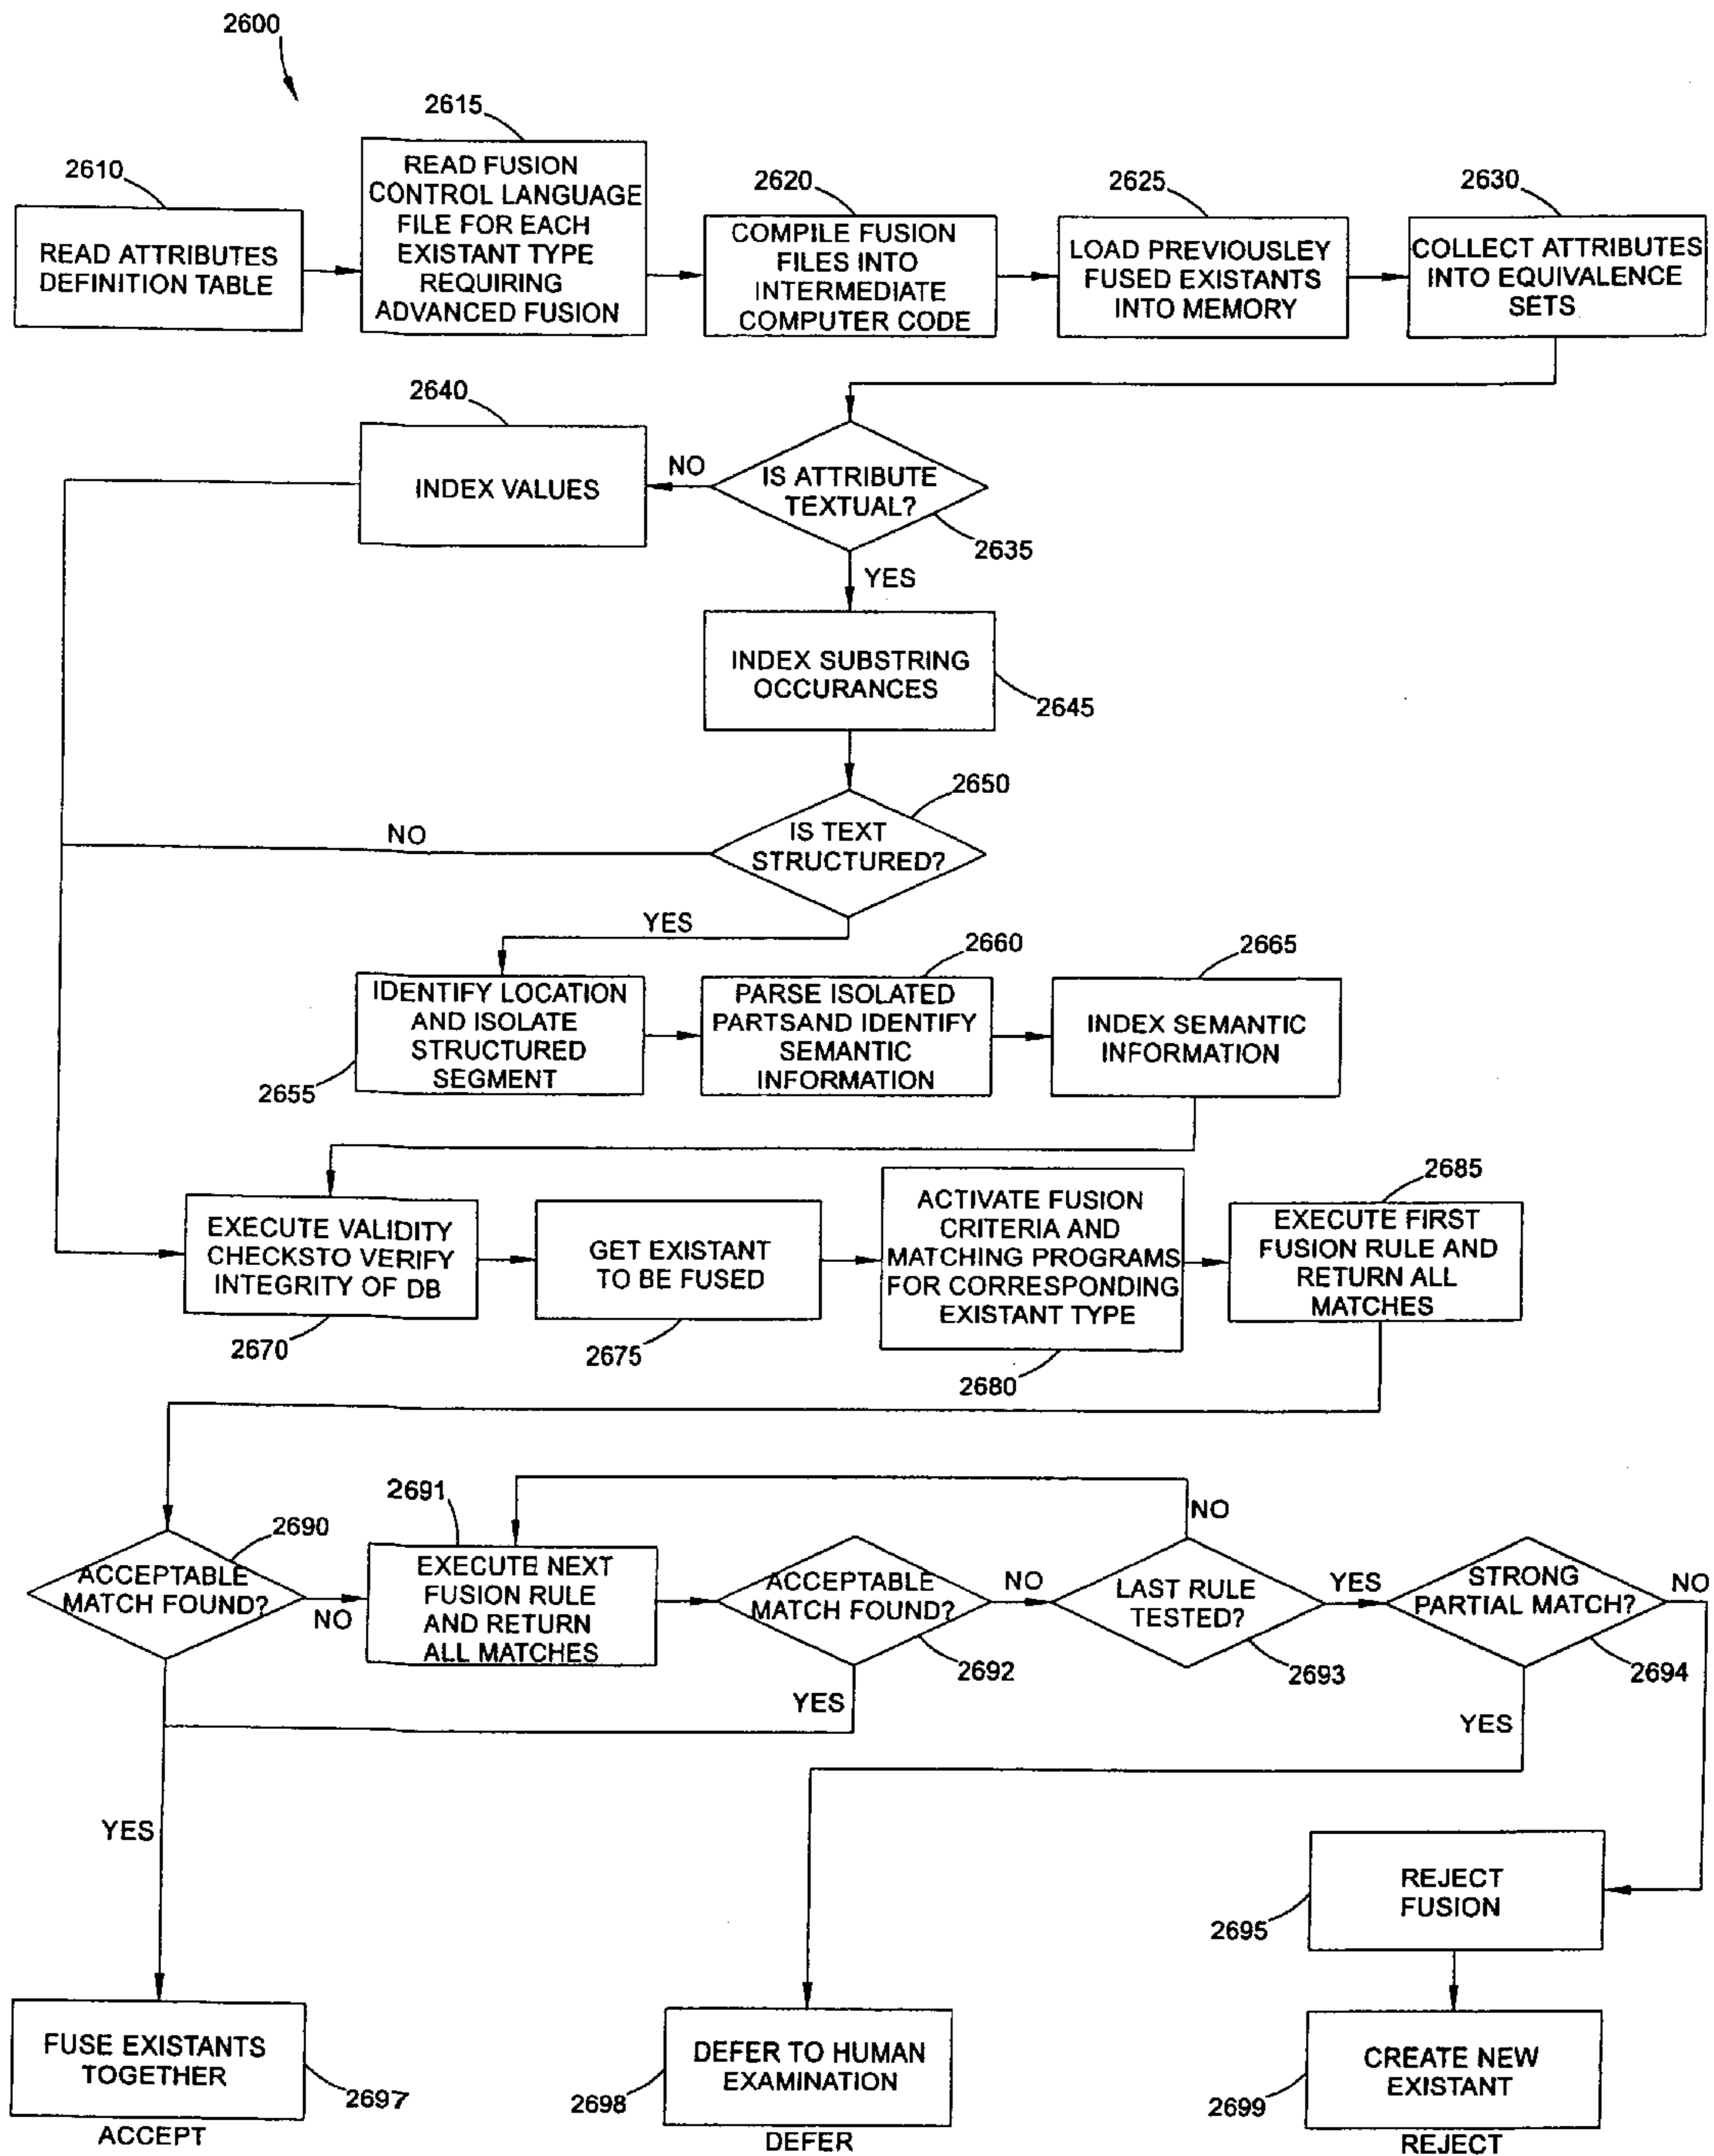 2600
2615
2610
2620
2625
2630
READ ATTRIBUTES
DEFINITION TABLE
READ FUSION
CONTROL LANGUAGE
FILE FOR EACH
EXISTANT TYPE
REQUIRING
ADVANCED FUSION
COMPILE FUSION
FILES INTO
INTERMEDIATE
COMPUTER CODE
LOAD PREVIOUSLEY
FUSED EXISTANTS
INTO MEMORY
COLLECT ATTRIBUTES
INTO EQUIVALENCE
SETS
2640
INDEX VALUES
NO
IS ATTRIBUTE
TEXTUAL?
2635
YES
INDEX SUBSTRING
OCCURANCES
2645
2650
NO
IS TEXT
STRUCTURED?
YES
2660
2665
IDENTIFY LOCATION
AND ISOLATE
STRUCTURED
SEGMENT
2655
PARSE ISOLATED
PARTSAND IDENTIFY
SEMANTIC
INFORMATION
INDEX SEMANTIC
INFORMATION
2685
EXECUTE VALIDITY
CHECKSTO VERIFY
INTEGRITY OF DB
2670
GET EXISTANT
TO BE FUSED
2675
ACTIVATE FUSION
CRITERIA AND
MATCHING PROGRAMS
FOR CORRESPONDING
EXISTANT TYPE
2680
EXECUTE FIRST
FUSION RULE AND
RETURN ALL
MATCHES
2691
NO
2690
ACCEPTABLE
MATCH FOUND?
NO
EXECUTE NEXT
FUSION RULE
AND RETURN
ALL MATCHES
ACCEPTABLE
MATCH FOUND?
NO
2692
LAST RULE
TESTED?
YES
2693
STRONG
PARTIAL MATCH?
NO
2694
YES
YES
YES
REJECT
FUSION
2695
FUSE EXISTANTS
TOGETHER
2697
ACCEPT
DEFER TO HUMAN
EXAMINATION
2698
DEFER
CREATE NEW
EXISTANT
2699
REJECT